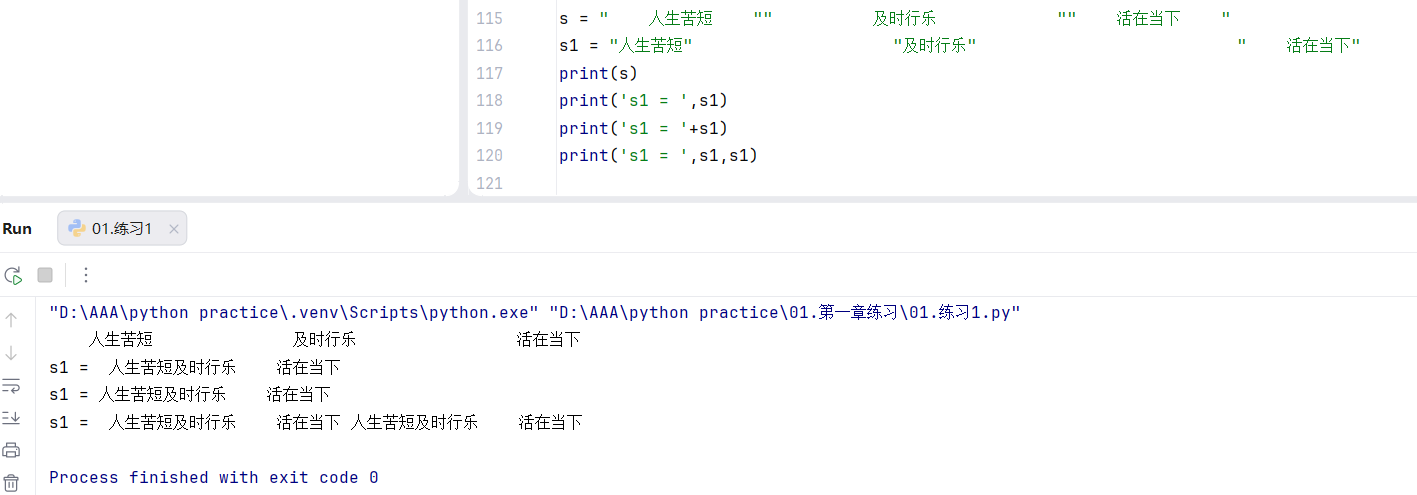 115 s = "    人生苦短    ""          及时行乐            ""    活在当下    "
116 s1 = "人生苦短"                    "及时行乐"                          "    活在当下"
117 print(s)
118 print('s1 = ',s1)
119 print('s1 = '+s1)
120 print('s1 = ',s1,s1)
121
Run 01.练习1 ×
"D:\AAA\python practice\.venv\Scripts\python.exe" "D:\AAA\python practice\01.第一章练习\01.练习1.py"
    人生苦短              及时行乐                活在当下
s1 =  人生苦短及时行乐    活在当下
s1 = 人生苦短及时行乐    活在当下
s1 =  人生苦短及时行乐    活在当下 人生苦短及时行乐    活在当下
Process finished with exit code 0